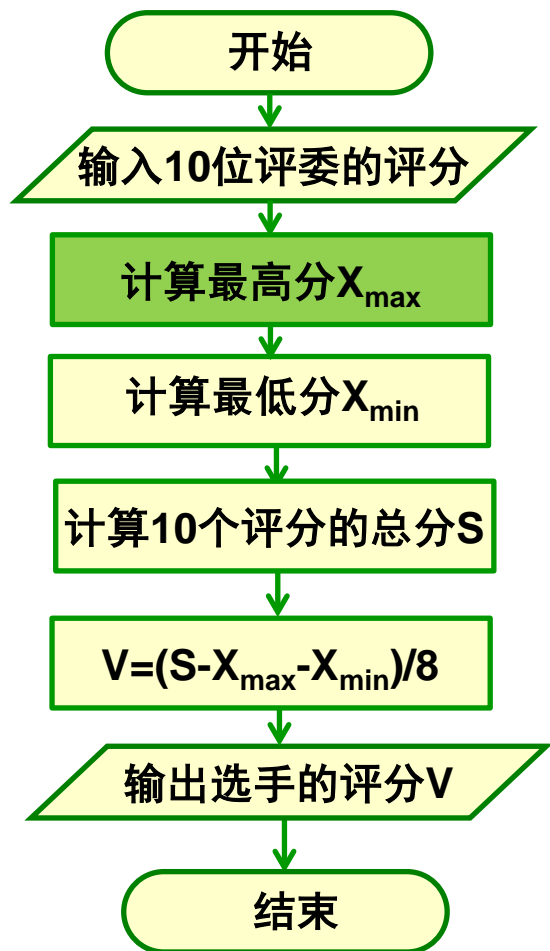 开始
输入10位评委的评分
计算最高分Xmax
计算最低分Xmin
计算10个评分的总分S
V=(S-Xmax-Xmin)/8
输出选手的评分V
结束